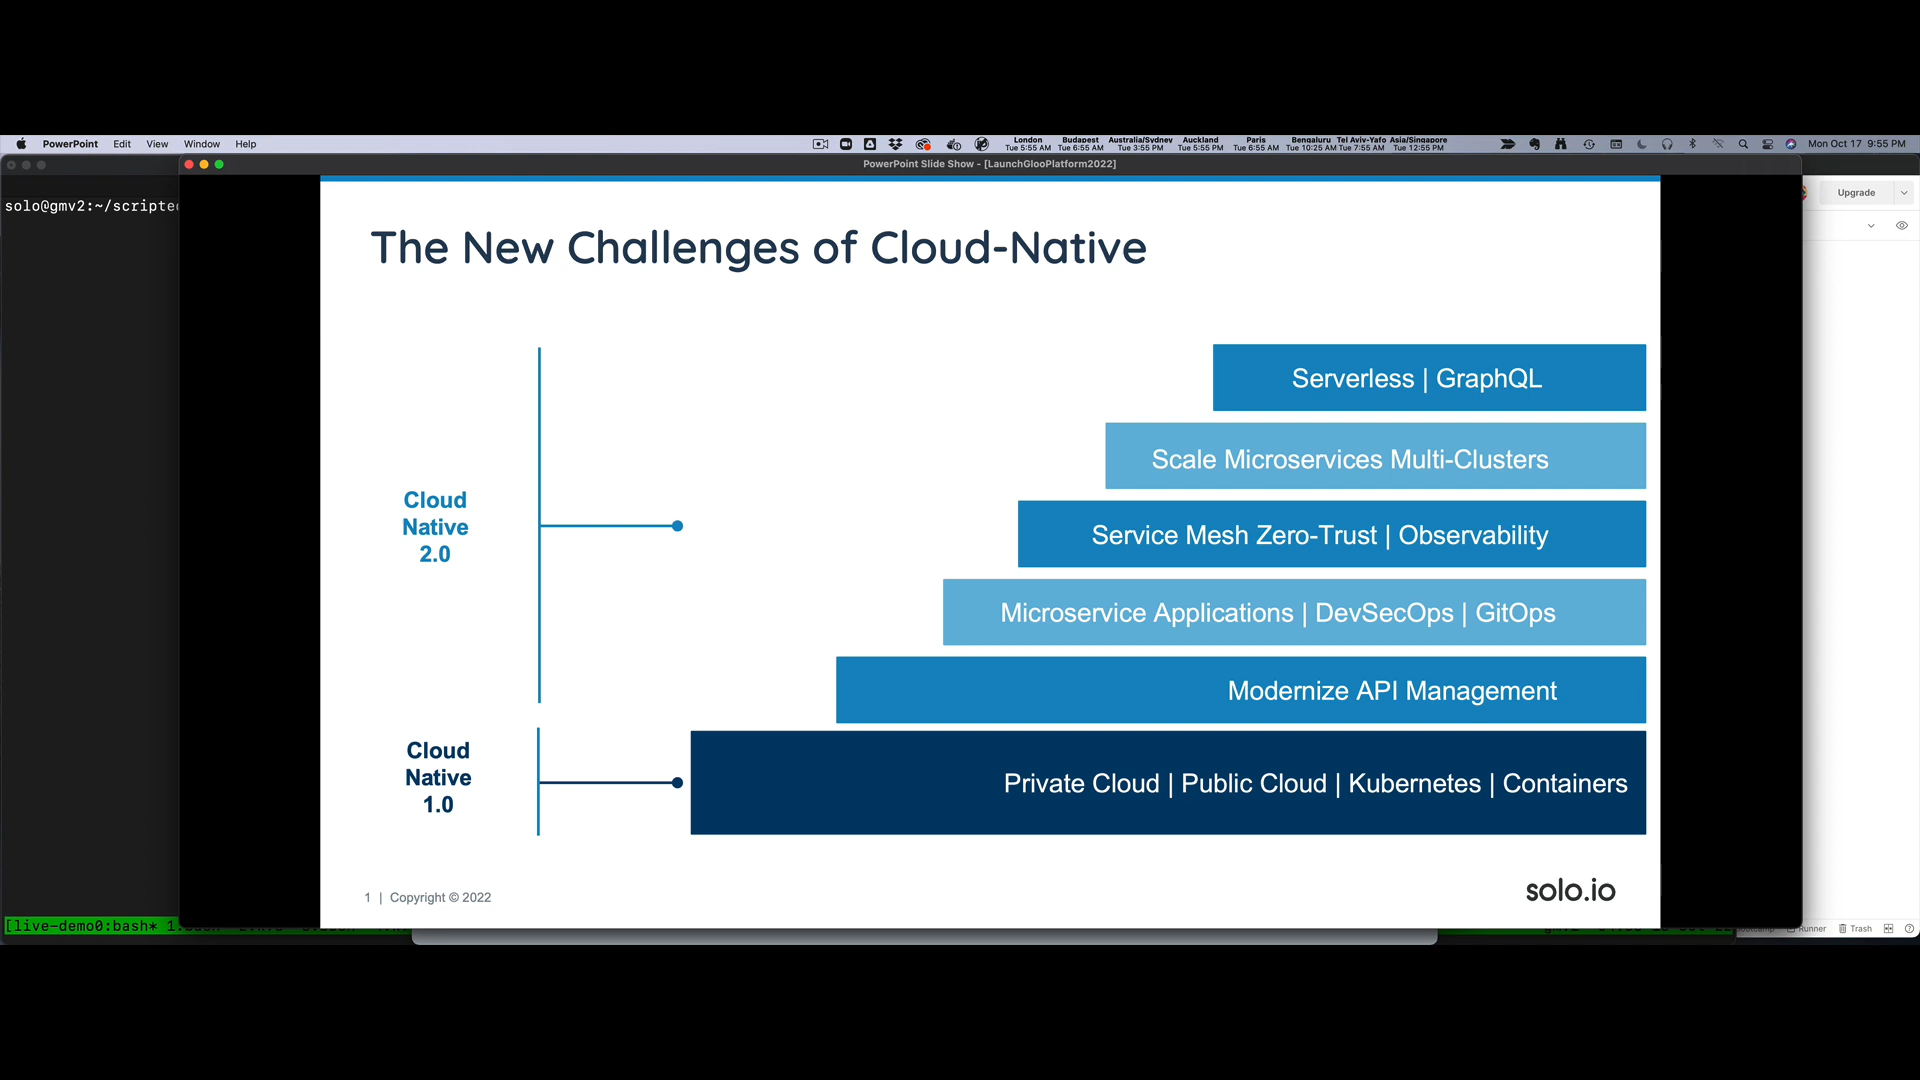 PowerPoint Edit View Window Help
London Budapest Australia/Sydney Auckland Paris Bengaluru Tel Aviv-Yafo Asia/Singapore
Tue 5:55 AM Tue 6:55 AM Tue 3:55 PM Tue 5:55 PM Tue 6:55 AM Tue 10:25 AM Tue 7:55 AM Tue 12:55 PM
Mon Oct 17 9:55 PM
PowerPoint Slide Show - [LaunchGlooPlatform2022]
Upgrade
solo@gmv2:~/scripted
The New Challenges of Cloud-Native
Serverless | GraphQL
Scale Microservices Multi-Clusters
Service Mesh Zero-Trust | Observability
Microservice Applications | DevSecOps | GitOps
Modernize API Management
Private Cloud | Public Cloud | Kubernetes | Containers
Cloud
Native
2.0
Cloud
Native
1.0
1 | Copyright © 2022
solo.io
[live-demo0:bash*
Runner Trash